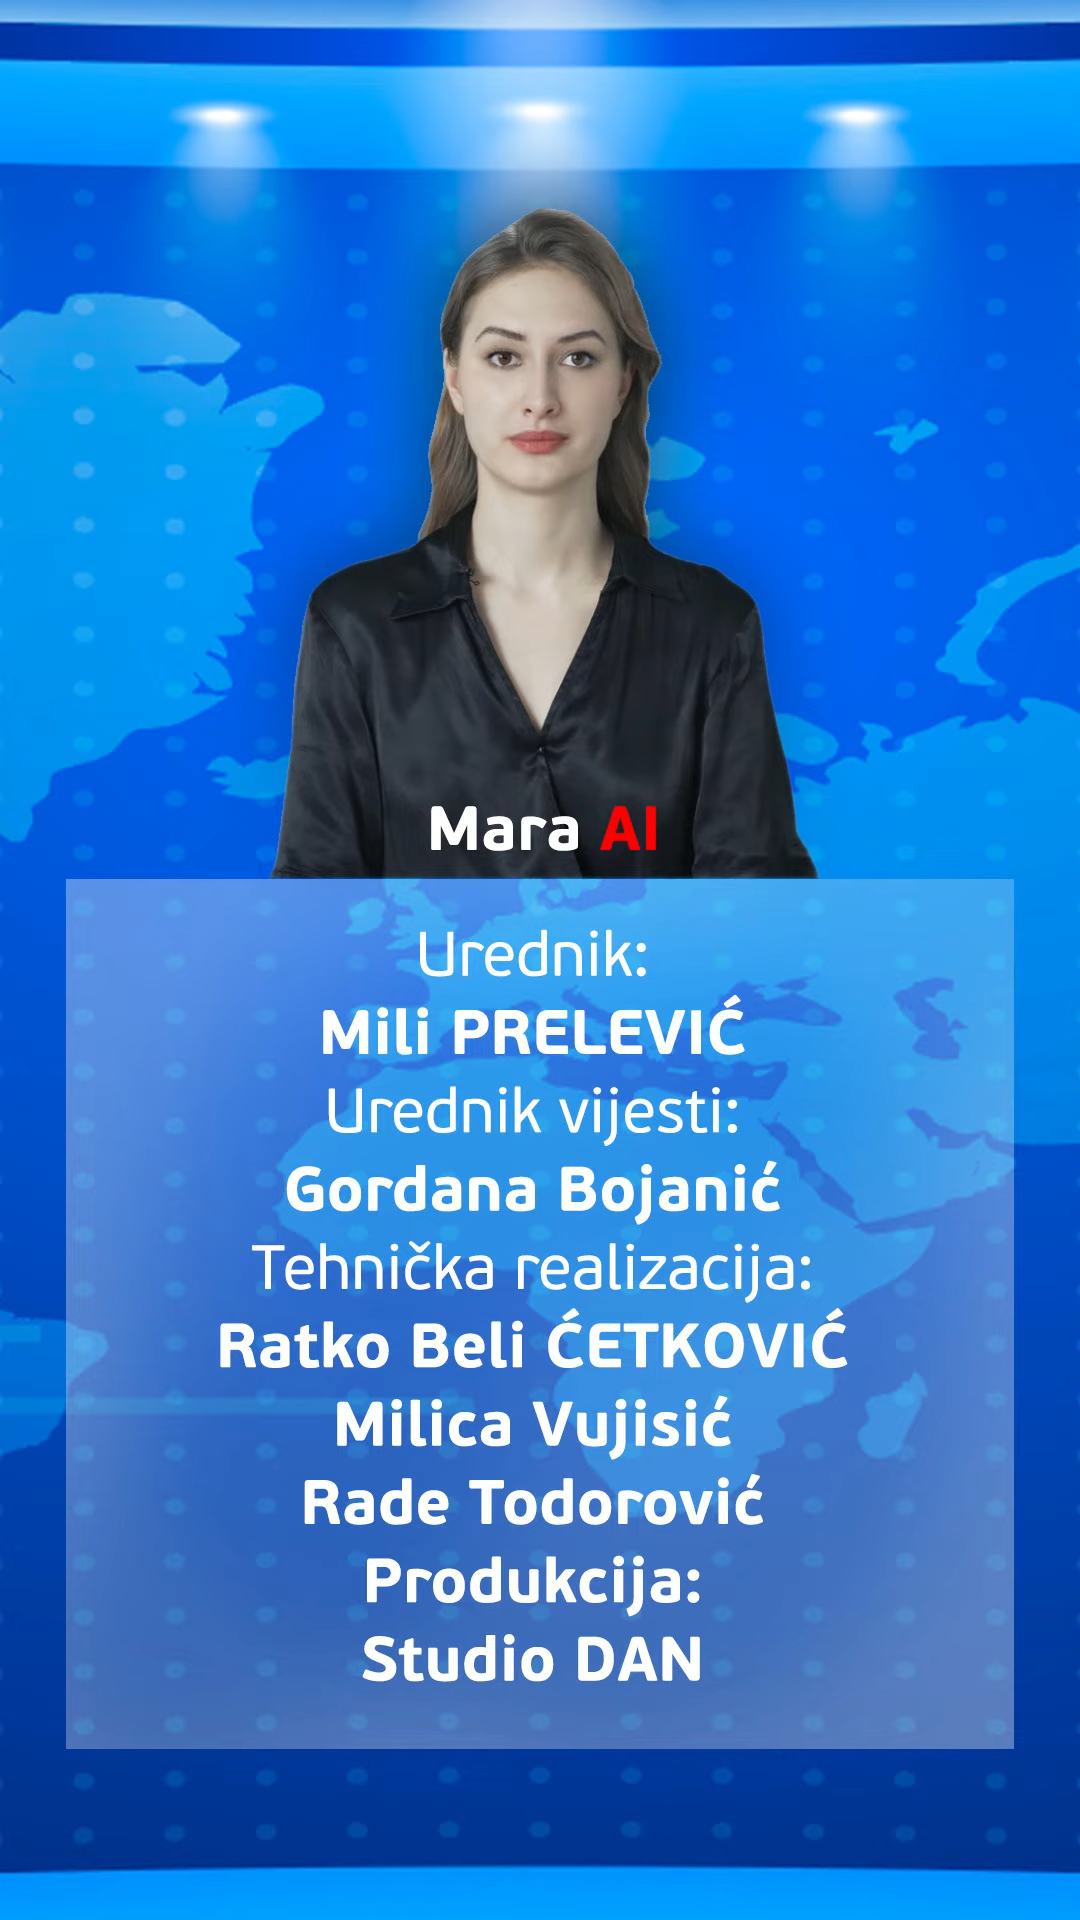 Mara AI
Urednik:
Mili PRELEVIĆ
Urednik vijesti:
Gordana Bojanić
Tehnička realizacija:
Ratko Beli ĆETKOVIĆ
Milica Vujisić
Rade Todorović
Produkcija:
Studio DAN